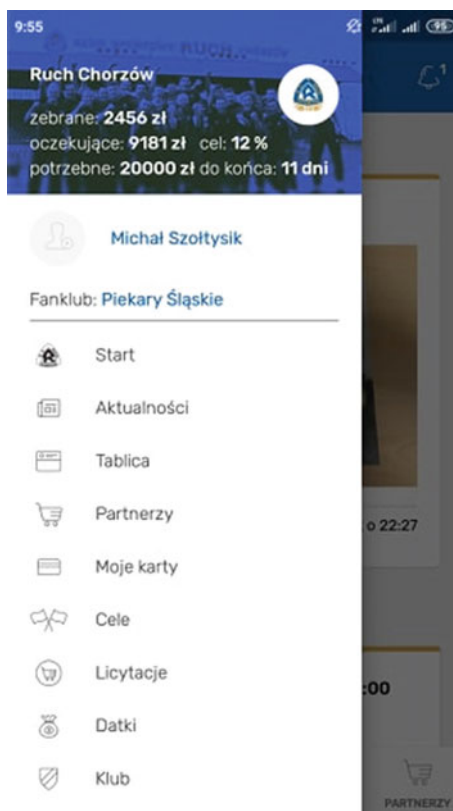 9:55
95
Ruch Chorzów
zebrane: 2456 zł
oczekujące: 9181 zł cel: 12 %
potrzebne: 20000 zł do końca: 11 dni
1
Michał Szołtysik
Fanklub: Piekary Śląskie
Start
Aktualności
Tablica
Partnerzy
o 22:27
Moje karty
Cele
Licytacje
:00
Datki
Klub
PARTNERZY